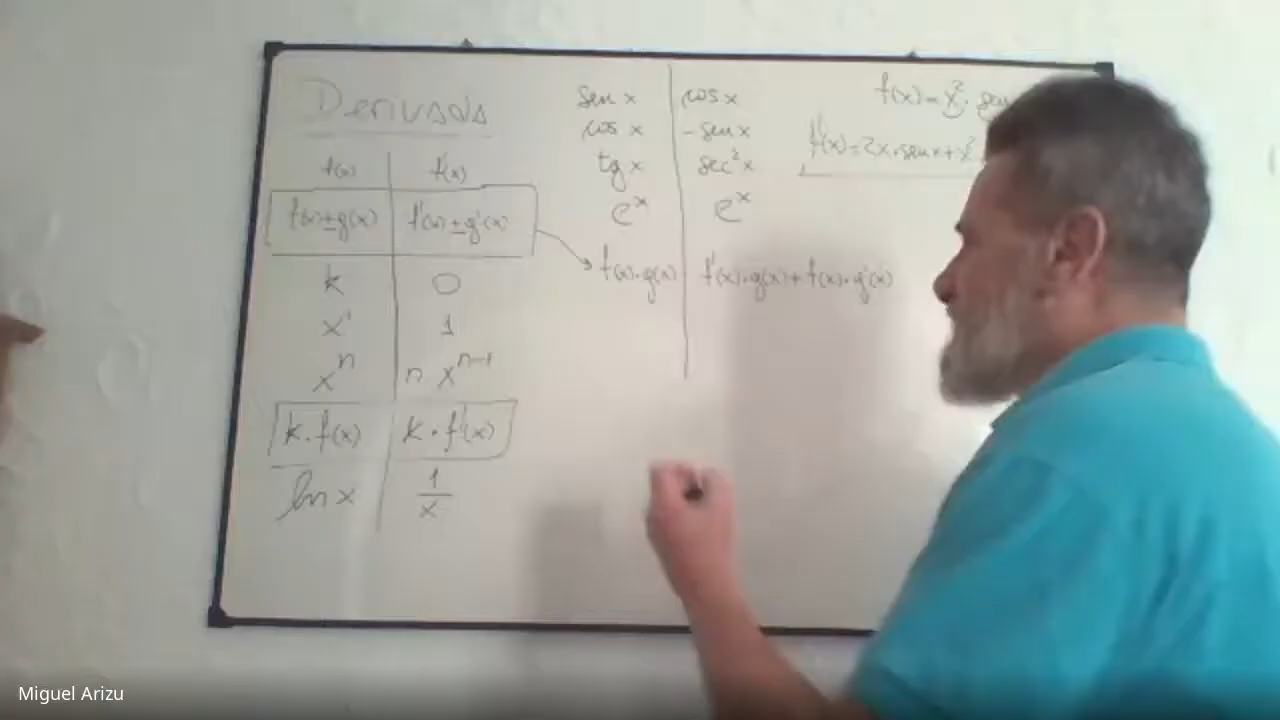 Derivada
f(x) f'(x)
f(x)±g(x) f'(x)±g'(x)
k 0
x¹ 1
xⁿ n xⁿ⁻¹
k.f(x) k.f'(x)
ln x 1/x
sen x cos x
cos x -sen x
tg x sec²x
eˣ eˣ
f(x).g(x) f'(x).g(x)+f(x).g'(x)
f(x)=x².sen
f'(x)=2x.senx+x²
Miguel Arizu